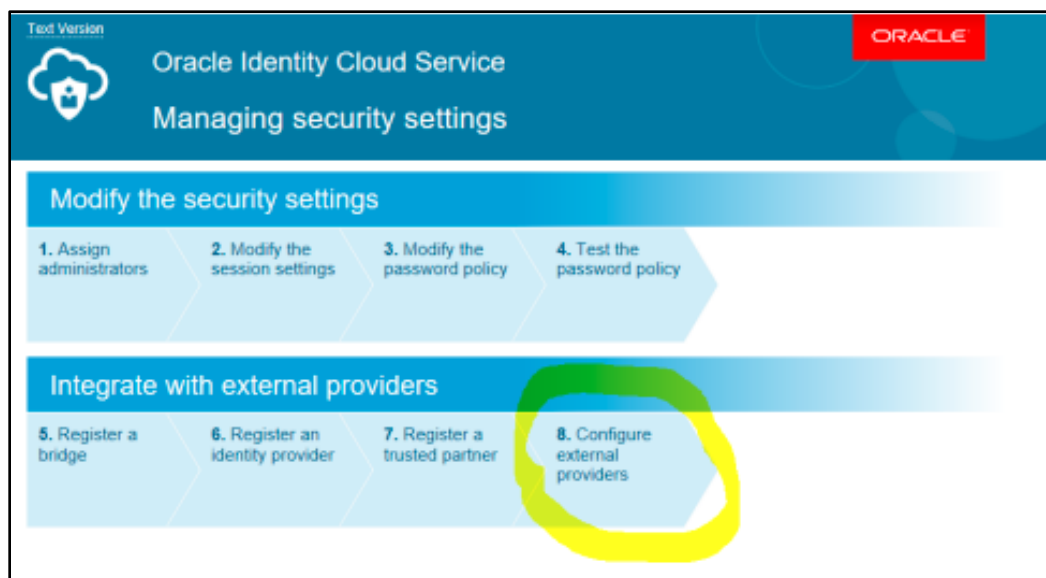 Text Version
ORACLE
Oracle Identity Cloud Service
Managing security settings
Modify the security settings
1. Assign
administrators
2. Modify the
session settings
3. Modify the
password policy
4. Test the
password policy
Integrate with external providers
5. Register a
bridge
6. Register an
identity provider
7. Register a
trusted partner
8. Configure
external
providers